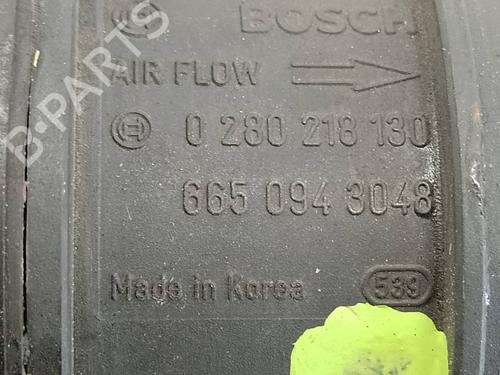 BOSCH
AIR FLOW
0 280 218 130
665 094 3048
Made in Korea 539
B-PARTS